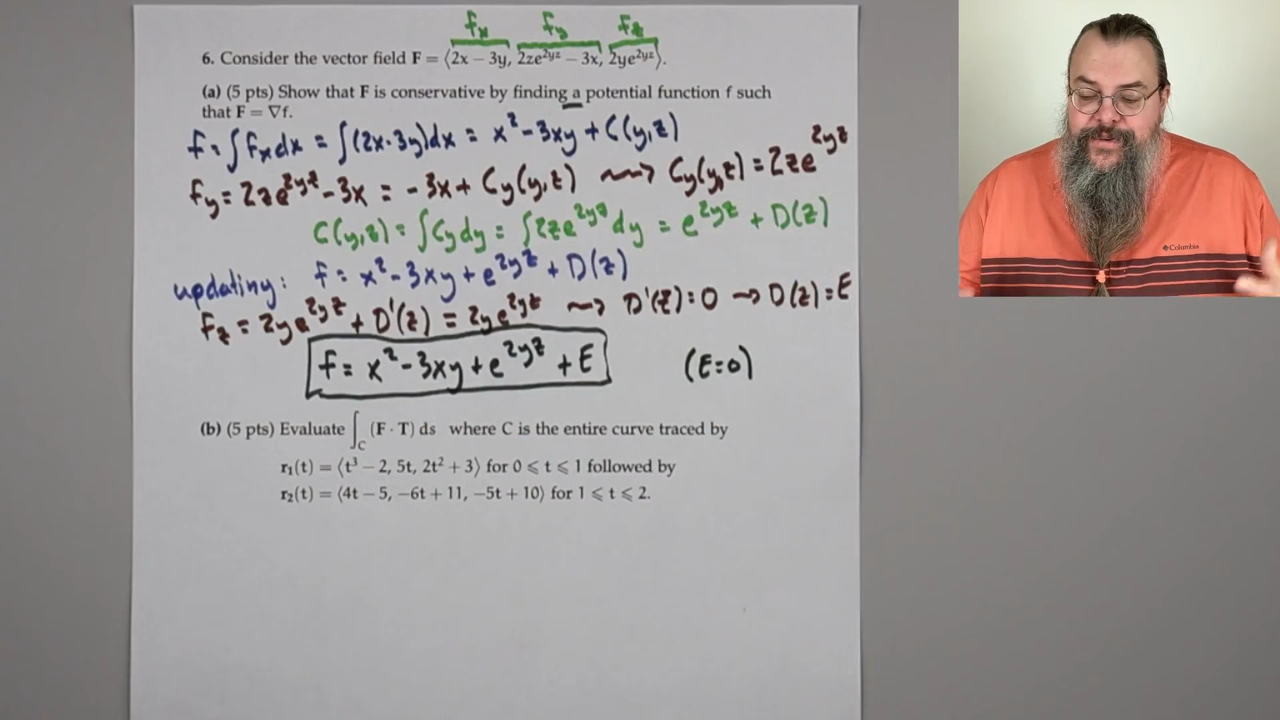 fx fy fz
6. Consider the vector field F = ⟨2x − 3y, 2ze^{2yz} − 3x, 2ye^{2yz}⟩.
(a) (5 pts) Show that F is conservative by finding a potential function f such
that F = ∇f.
f = ∫ fx dx = ∫(2x-3y)dx = x² - 3xy + C(y,z)
fy = 2ze^{2yz} - 3x = -3x + Cy(y,z) ⟿ Cy(y,z) = 2ze^{2yz}
C(y,z) = ∫Cy dy = ∫2ze^{2yz} dy = e^{2yz} + D(z)
updating: f = x² - 3xy + e^{2yz} + D(z)
fz = 2ye^{2yz} + D'(z) = 2ye^{2yz} ⟿ D'(z) = 0 → D(z) = E
f = x² - 3xy + e^{2yz} + E (E=0)
(b) (5 pts) Evaluate ∫_C (F · T) ds where C is the entire curve traced by
r₁(t) = ⟨t³ − 2, 5t, 2t² + 3⟩ for 0 ⩽ t ⩽ 1 followed by
r₂(t) = ⟨4t − 5, −6t + 11, −5t + 10⟩ for 1 ⩽ t ⩽ 2.
Columbia